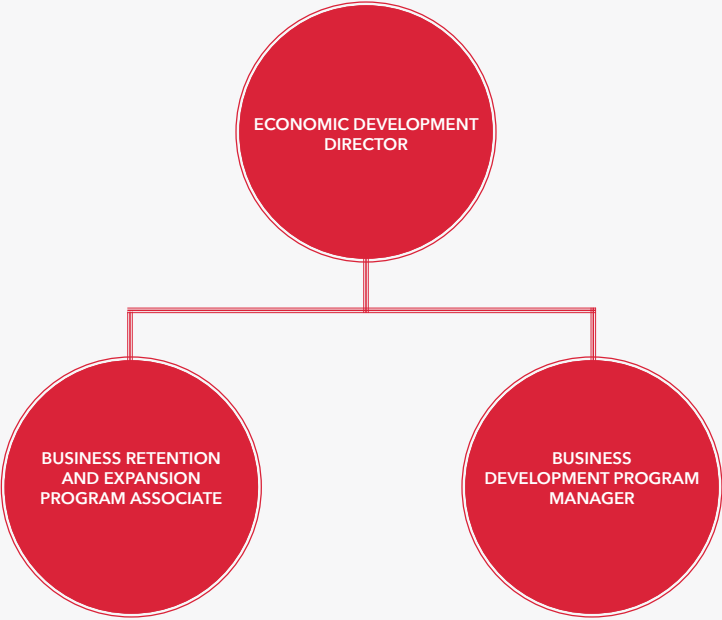 ECONOMIC DEVELOPMENT
DIRECTOR
BUSINESS RETENTION
AND EXPANSION
PROGRAM ASSOCIATE
BUSINESS
DEVELOPMENT PROGRAM
MANAGER